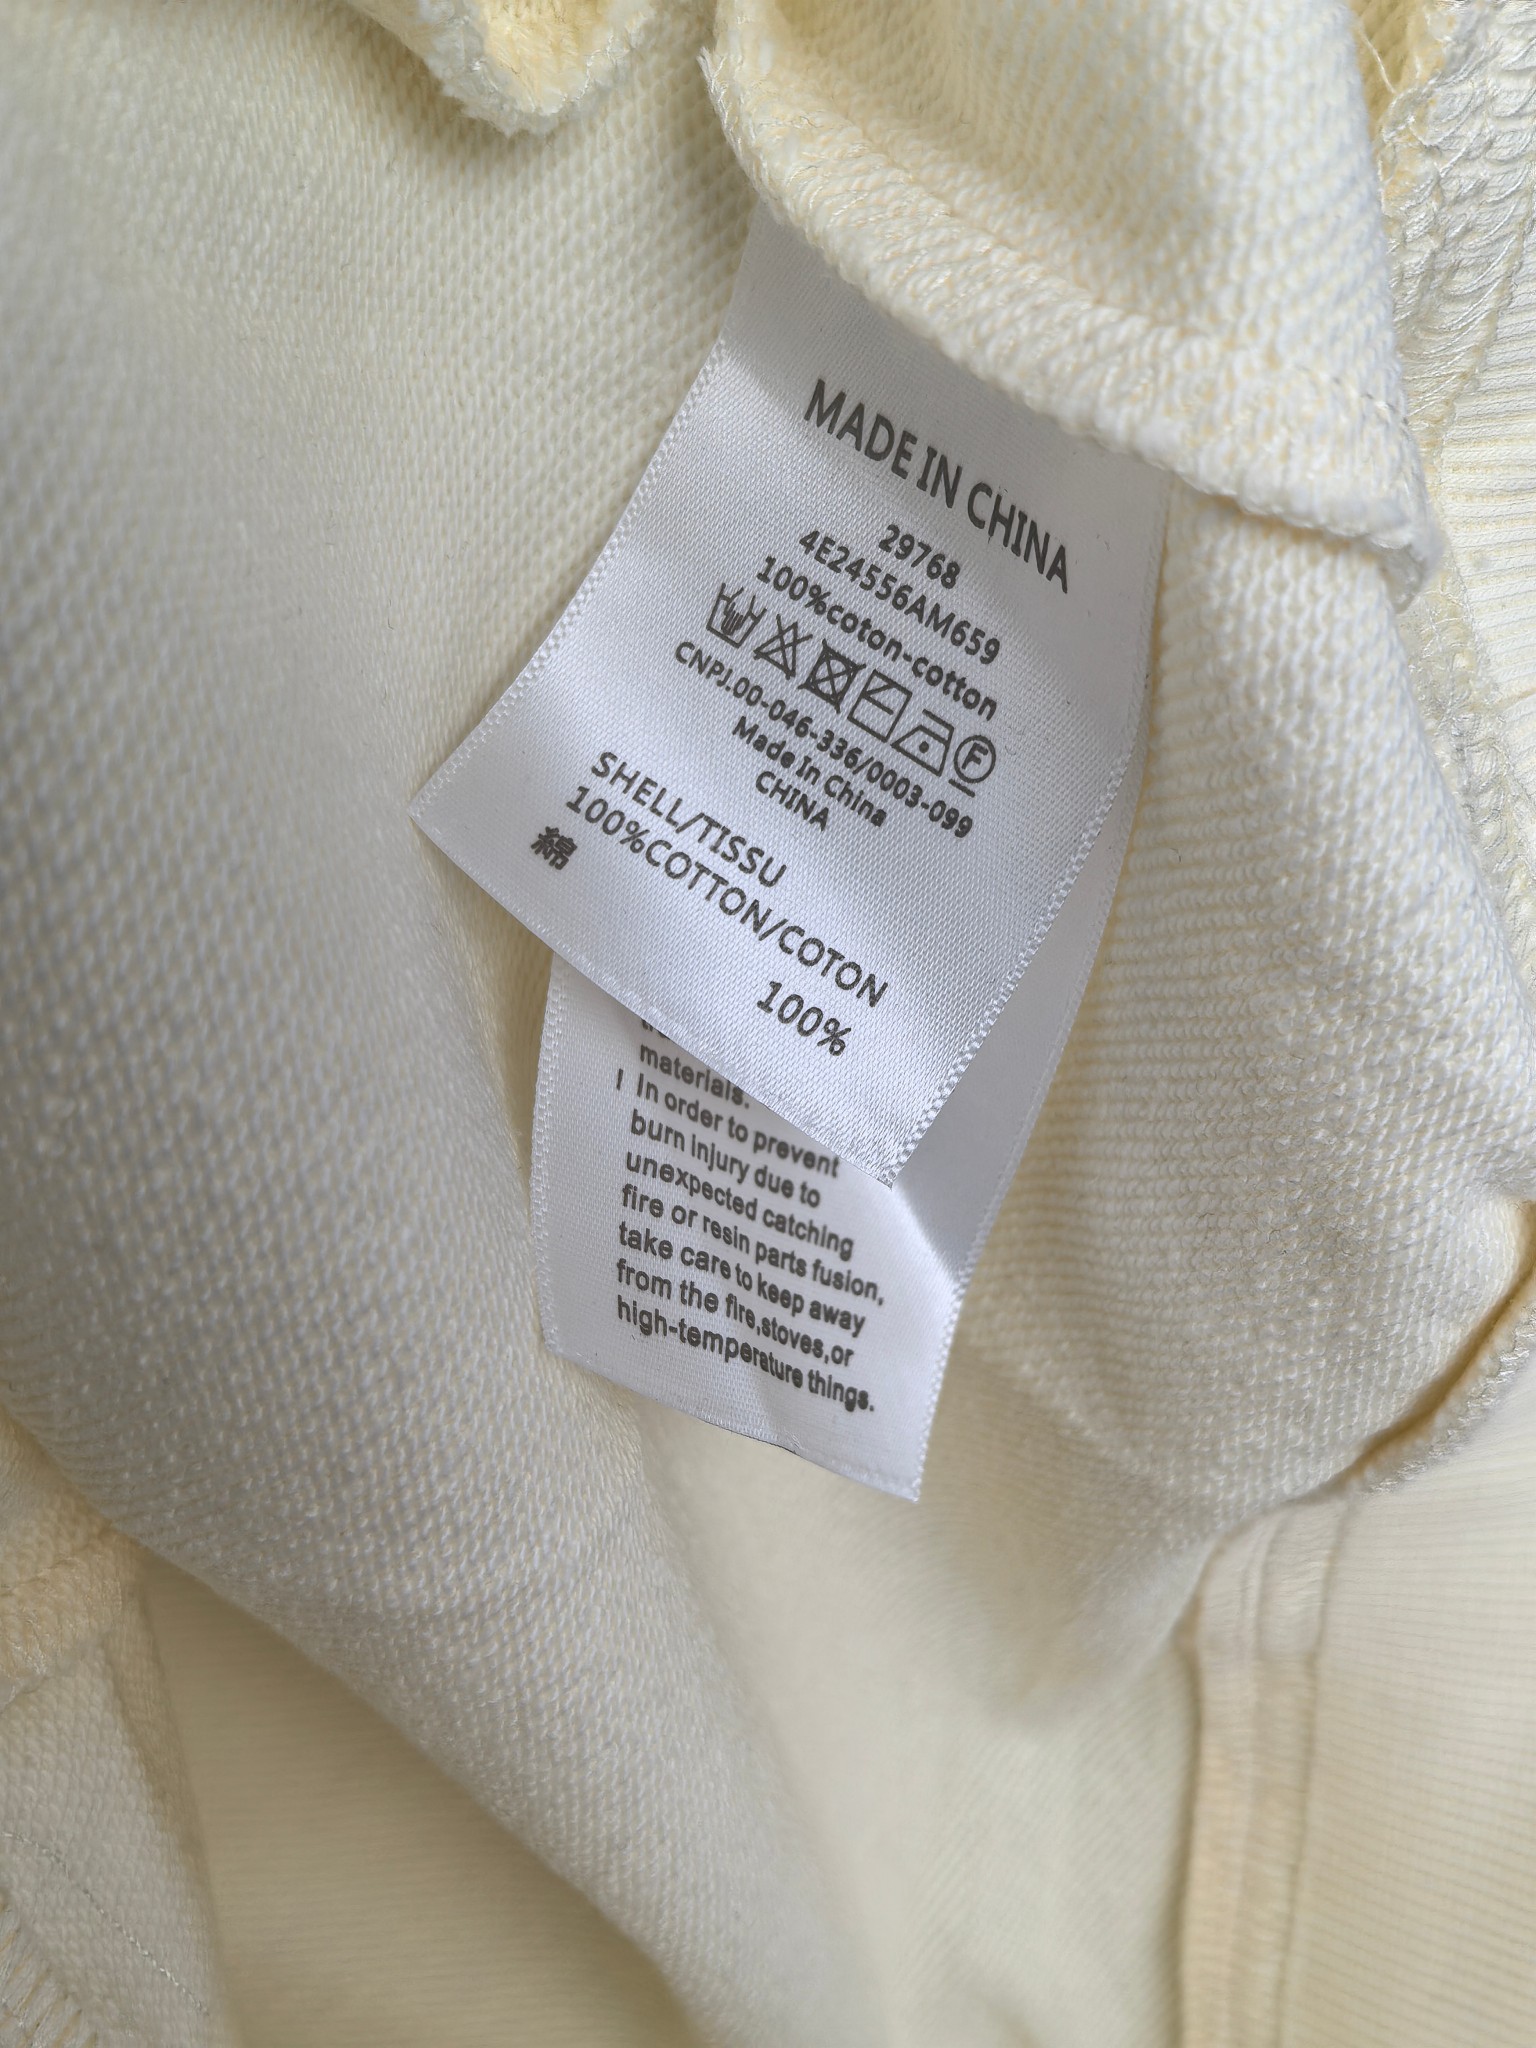 MADE IN CHINA
29768
4E24556AM659
100%coton-cotton
F
CNPJ.00-046-336/0003-099
Made In China
CHINA
SHELL/TISSU
100%COTTON/COTON
綿 100%
materials.
! In order to prevent
burn injury due to
unexpected catching
fire or resin parts fusion,
take care to keep away
from the fire,stoves,or
high-temperature things.